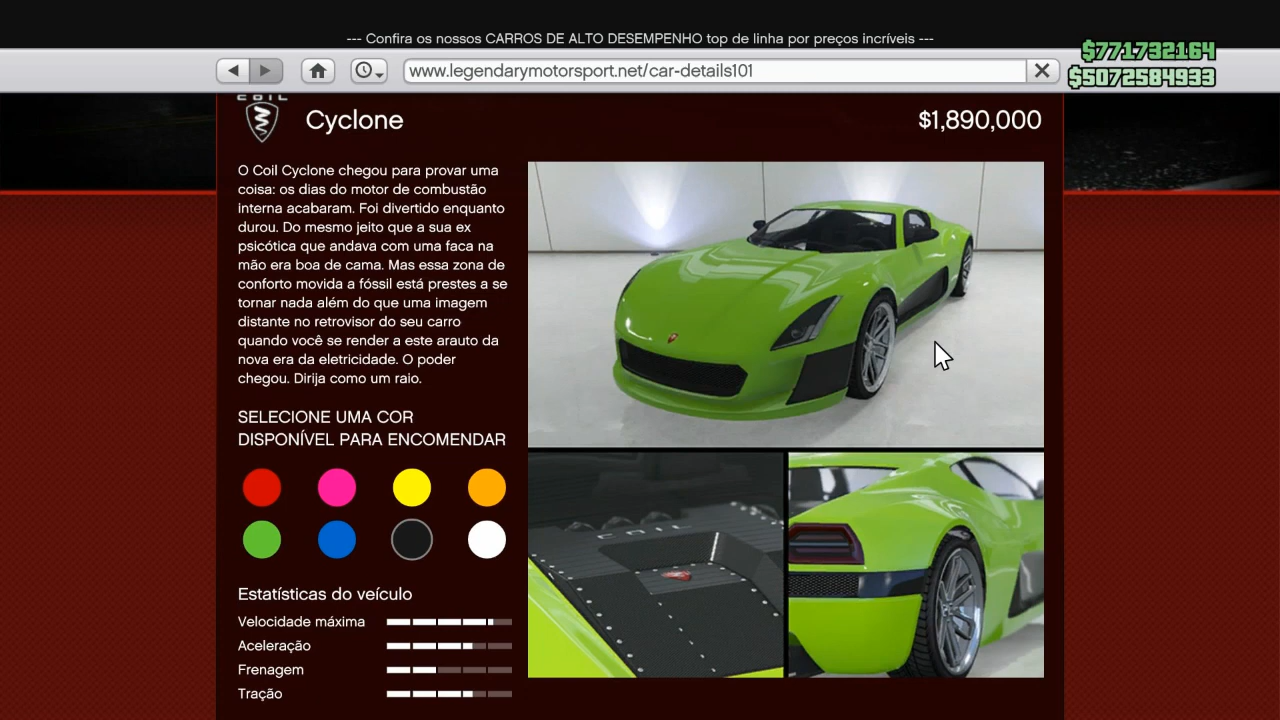 --- Confira os nossos CARROS DE ALTO DESEMPENHO top de linha por preços incríveis ---
$771732164
www.legendarymotorsport.net/car-details101
$5072584933
COIL
Cyclone
$1,890,000
O Coil Cyclone chegou para provar uma
coisa: os dias do motor de combustão
interna acabaram. Foi divertido enquanto
durou. Do mesmo jeito que a sua ex
psicótica que andava com uma faca na
mão era boa de cama. Mas essa zona de
conforto movida a fóssil está prestes a se
tornar nada além do que uma imagem
distante no retrovisor do seu carro
quando você se render a este arauto da
nova era da eletricidade. O poder
chegou. Dirija como um raio.
SELECIONE UMA COR
DISPONÍVEL PARA ENCOMENDAR
COIL
Estatísticas do veículo
Velocidade máxima
Aceleração
Frenagem
Tração